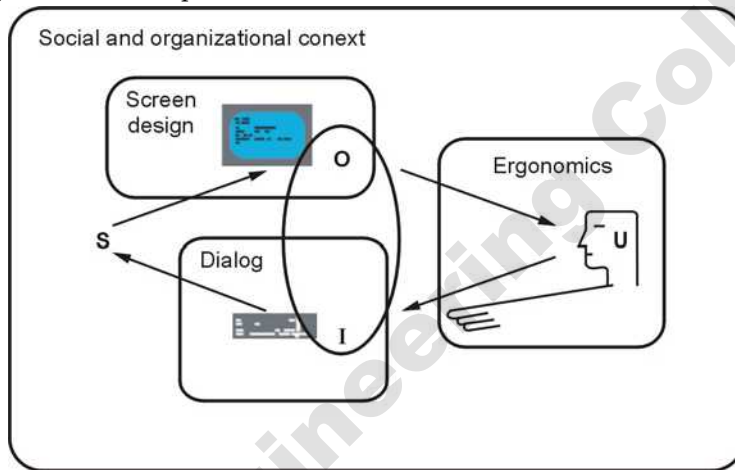 Social and organizational conext
Screen
design
O
Ergonomics
S
U
Dialog
I